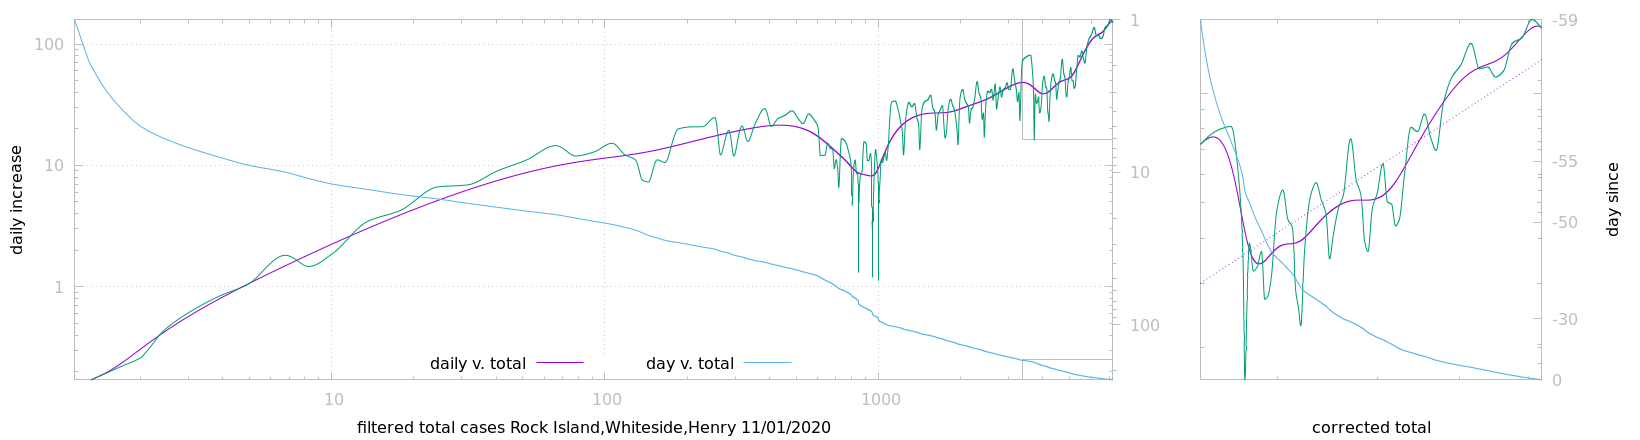 100
10
1
daily increase
daily v. total
day v. total
10
100
1000
filtered total cases Rock Island,Whiteside,Henry 11/01/2020
1
10
100
-59
-55
-50
-30
0
day since
corrected total